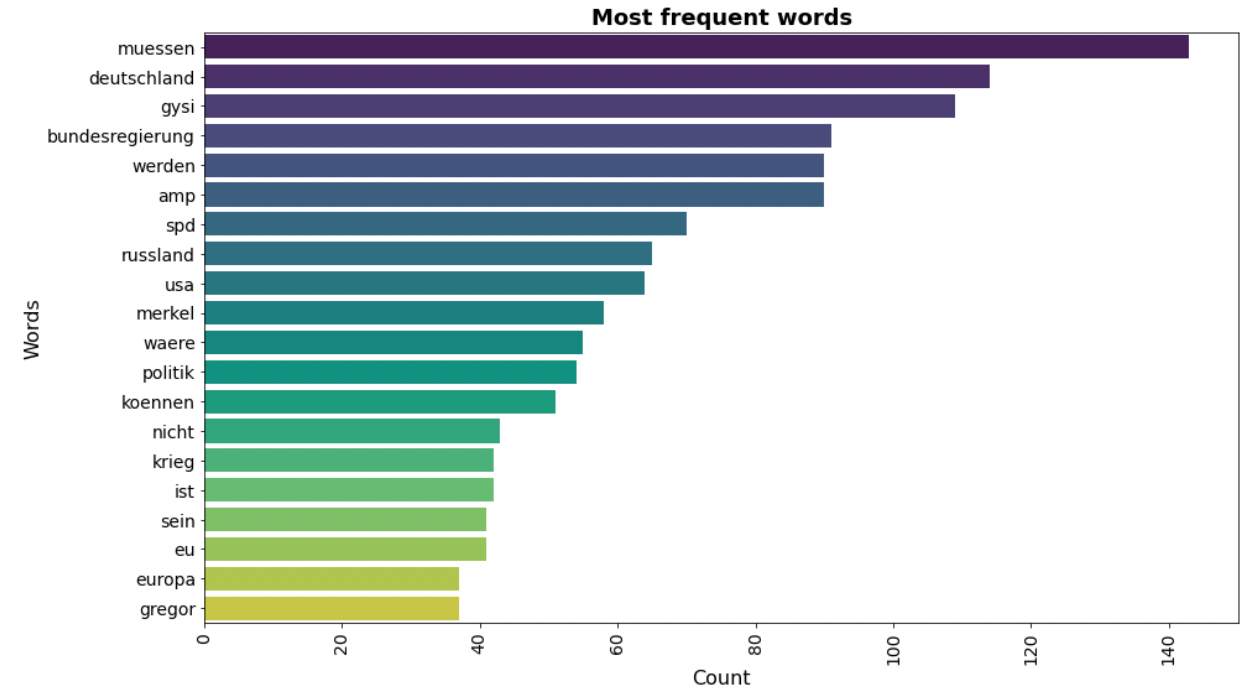 Most frequent words
muessen
deutschland
gysi
bundesregierung
werden
amp
spd
russland
usa
merkel
waere
politik
koennen
nicht
krieg
ist
sein
eu
europa
gregor
Words
0 20 40 60 80 100 120 140
Count